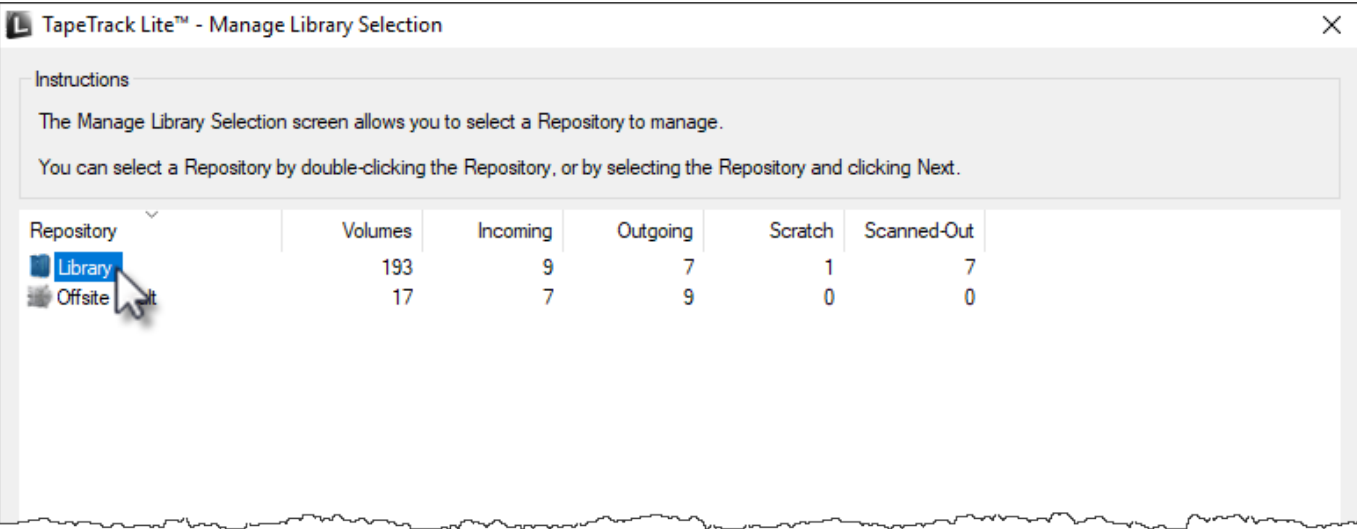 TapeTrack Lite™ - Manage Library Selection
Instructions
The Manage Library Selection screen allows you to select a Repository to manage.
You can select a Repository by double-clicking the Repository, or by selecting the Repository and clicking Next.
Repository Volumes Incoming Outgoing Scratch Scanned-Out
Library 193 9 7 1 7
Offsite 17 7 9 0 0